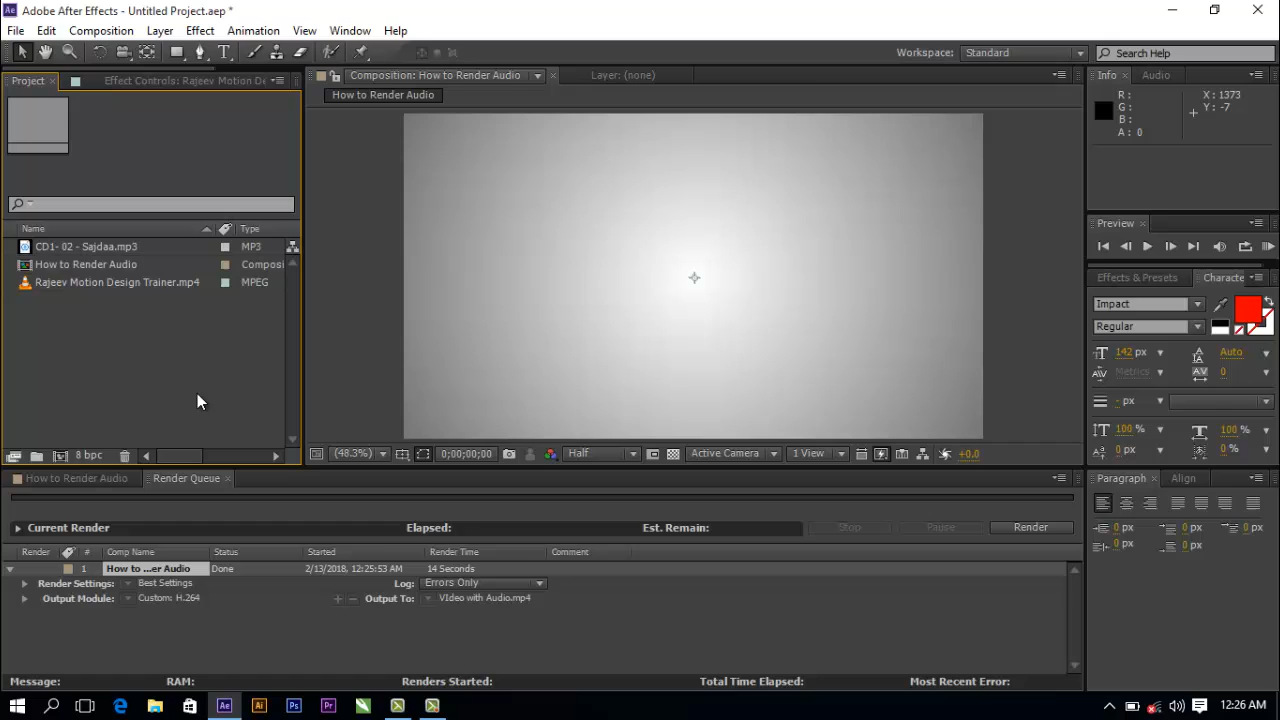 Adobe After Effects - Untitled Project.aep *
File Edit Composition Layer Effect Animation View Window Help
Workspace: Standard Search Help
Project Effect Controls: Rajeev Motion De Composition: How to Render Audio Layer: (none) Info Audio
How to Render Audio
R: X: 1373
G: Y: -7
B:
A: 0
Preview
Name Type
CD1- 02 - Sajdaa.mp3 MP3
How to Render Audio Composi
Rajeev Motion Design Trainer.mp4 MPEG
Effects & Presets Characte
Impact
Regular
142 px Auto
Metrics 0
- px
100 % 100 %
0 px 0 %
8 bpc (48.3%) 0;00;00;00 Half Active Camera 1 View +0.0
How to Render Audio Render Queue Paragraph Align
Current Render Elapsed: Est. Remain: Stop Pause Render
0 px 0 px 0 px
0 px 0 px
Render # Comp Name Status Started Render Time Comment
1 How to ...er Audio Done 2/13/2018, 12:25:53 AM 14 Seconds
Render Settings: Best Settings Log: Errors Only
Output Module: Custom: H.264 Output To: VIdeo with Audio.mp4
Message: RAM: Renders Started: Total Time Elapsed: Most Recent Error:
12:26 AM